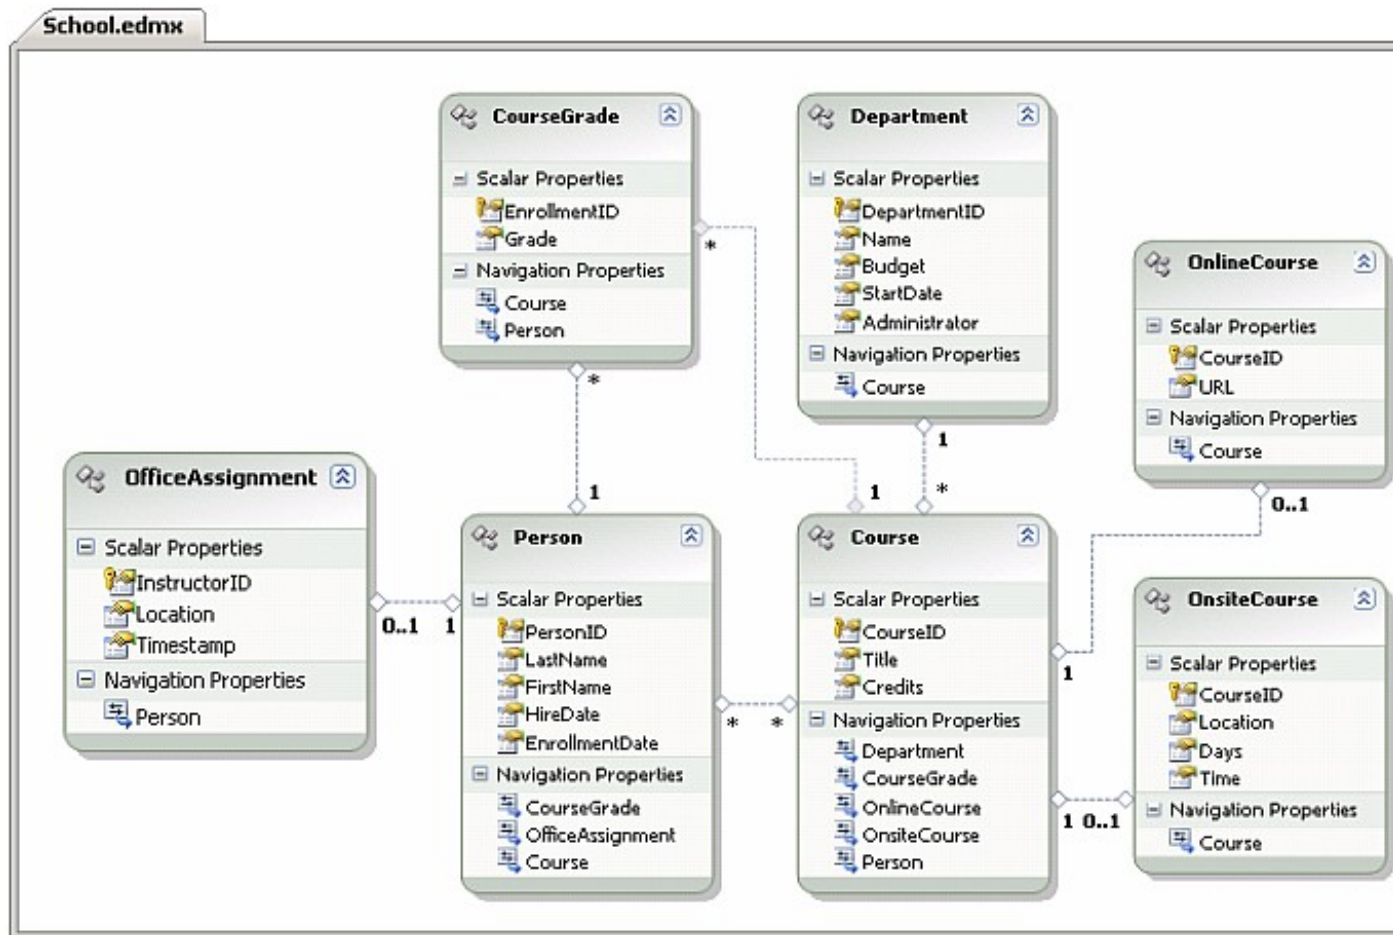 School.edmx
CourseGrade
Scalar Properties
EnrollmentID
Grade
Navigation Properties
Course
Person
*
*
1
Department
Scalar Properties
DepartmentID
Name
Budget
StartDate
Administrator
Navigation Properties
Course
1
*
1
OnlineCourse
Scalar Properties
CourseID
URL
Navigation Properties
Course
0..1
1
OfficeAssignment
Scalar Properties
InstructorID
Location
Timestamp
Navigation Properties
Person
0..1
1
Person
Scalar Properties
PersonID
LastName
FirstName
HireDate
EnrollmentDate
Navigation Properties
CourseGrade
OfficeAssignment
Course
*
*
Course
Scalar Properties
CourseID
Title
Credits
Navigation Properties
Department
CourseGrade
OnlineCourse
OnsiteCourse
Person
1
0..1
OnsiteCourse
Scalar Properties
CourseID
Location
Days
Time
Navigation Properties
Course